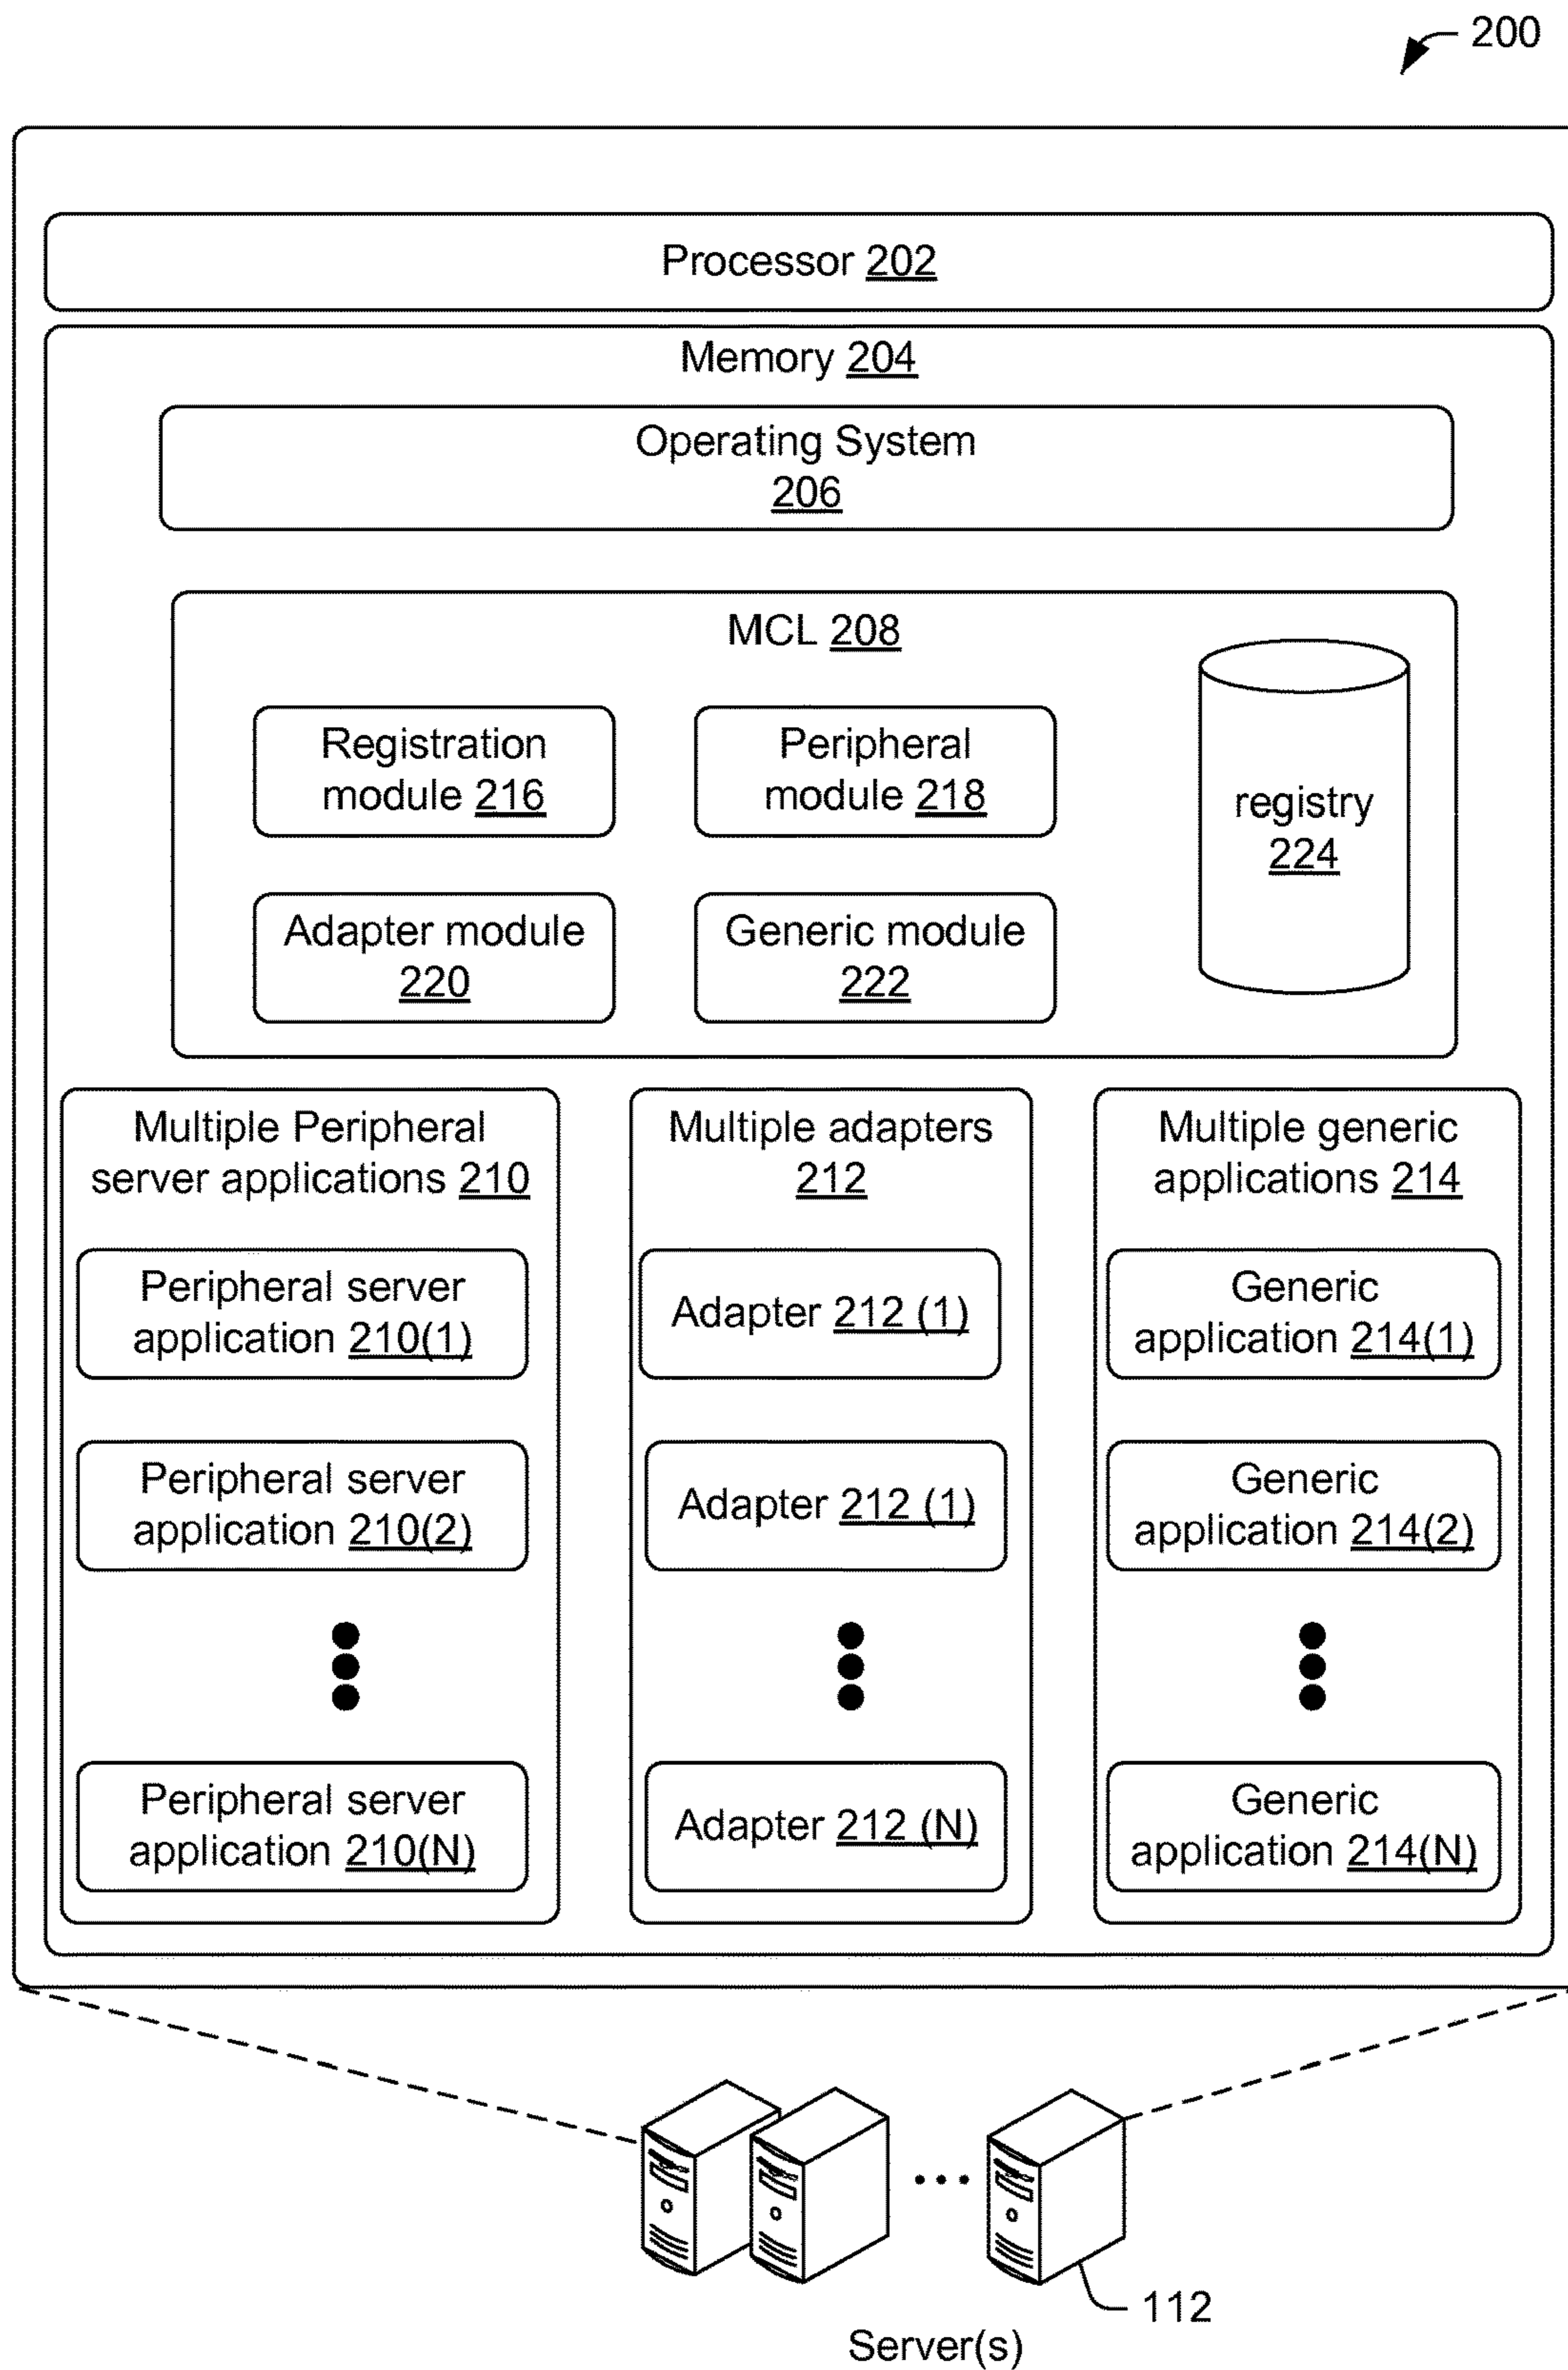 200
Processor 202
Memory 204
Operating System
206
MCL 208
Registration
module 216
Peripheral
module 218
registry
224
Adapter module
220
Generic module
222
Multiple Peripheral
server applications 210
Peripheral server
application 210(1)
Peripheral server
application 210(2)
Peripheral server
application 210(N)
Multiple adapters
212
Adapter 212 (1)
Adapter 212 (1)
Adapter 212 (N)
Multiple generic
applications 214
Generic
application 214(1)
Generic
application 214(2)
Generic
application 214(N)
112
Server(s)